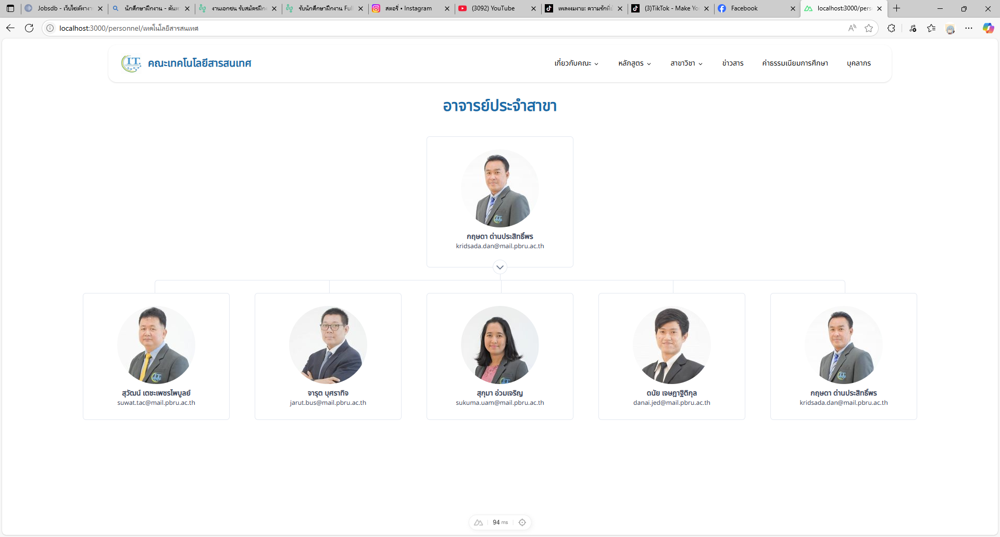 Jobsdb - เว็บไซต์หางา
นักศึกษาฝึกงาน - ค้นห
งานเอกชน รับสมัครฝึก
รับนักศึกษาฝึกงาน Full
สตอรี่ • Instagram
(3092) YouTube
เพลงงมงาย: ความรักที่
(3)TikTok - Make Yo
Facebook
localhost:3000/pers
localhost:3000/personnel/เทคโนโลยีสารสนเทศ
I.T.
คณะเทคโนโลยีสารสนเทศ
เกี่ยวกับคณะ
หลักสูตร
สาขาวิชา
ข่าวสาร
ค่าธรรมเนียมการศึกษา
บุคลากร
อาจารย์ประจำสาขา
กฤษดา ด่านประสิทธิ์พร
kridsada.dan@mail.pbru.ac.th
สุวัฒน์ เตชะเพชรไพบูลย์
suwat.tac@mail.pbru.ac.th
จารุต บุศราทิจ
jarut.bus@mail.pbru.ac.th
สุกุมา อ่วมเจริญ
sukuma.uam@mail.pbru.ac.th
ดนัย เจษฎาฐิติกุล
danai.jed@mail.pbru.ac.th
กฤษดา ด่านประสิทธิ์พร
kridsada.dan@mail.pbru.ac.th
94 ms